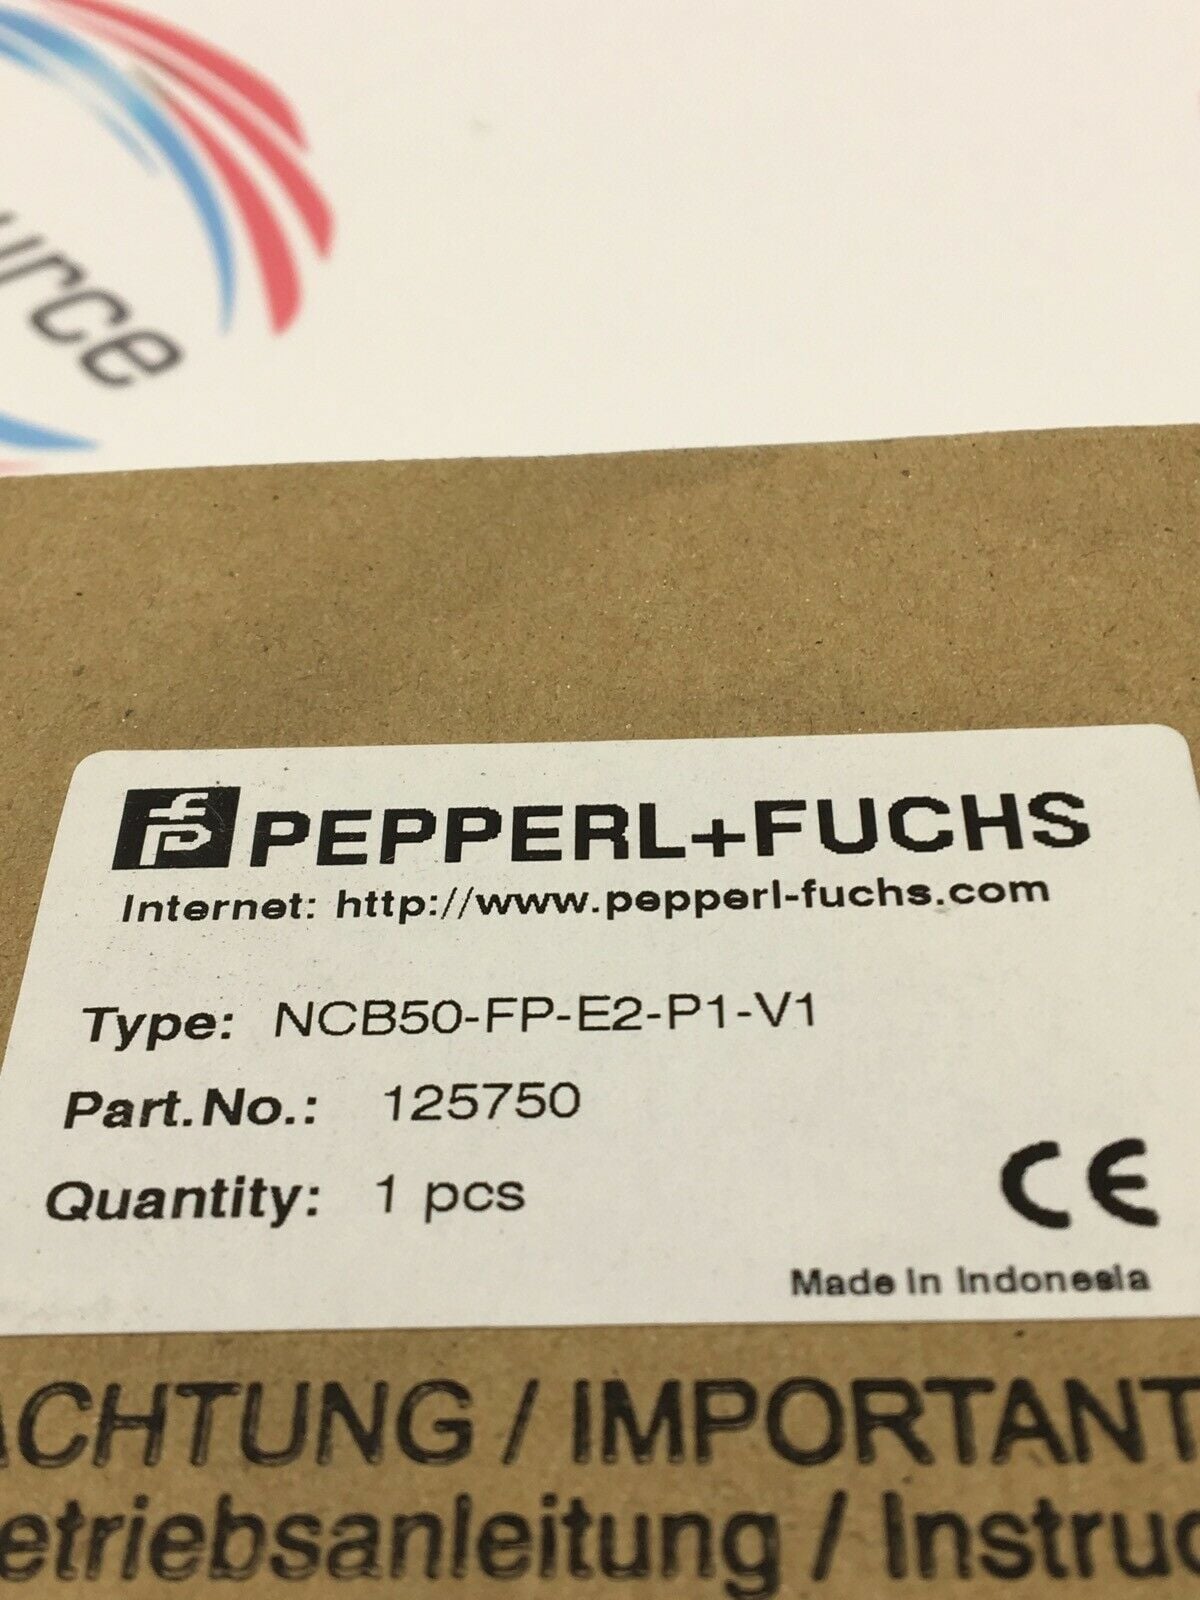 urce
PEPPERL+FUCHS
Internet: http://www.pepperl-fuchs.com
Type: NCB50-FP-E2-P1-V1
Part.No.: 125750
Quantity: 1 pcs
CE
Made in Indonesia
ACHTUNG / IMPORTANT
etriebsanleitung / Instruc